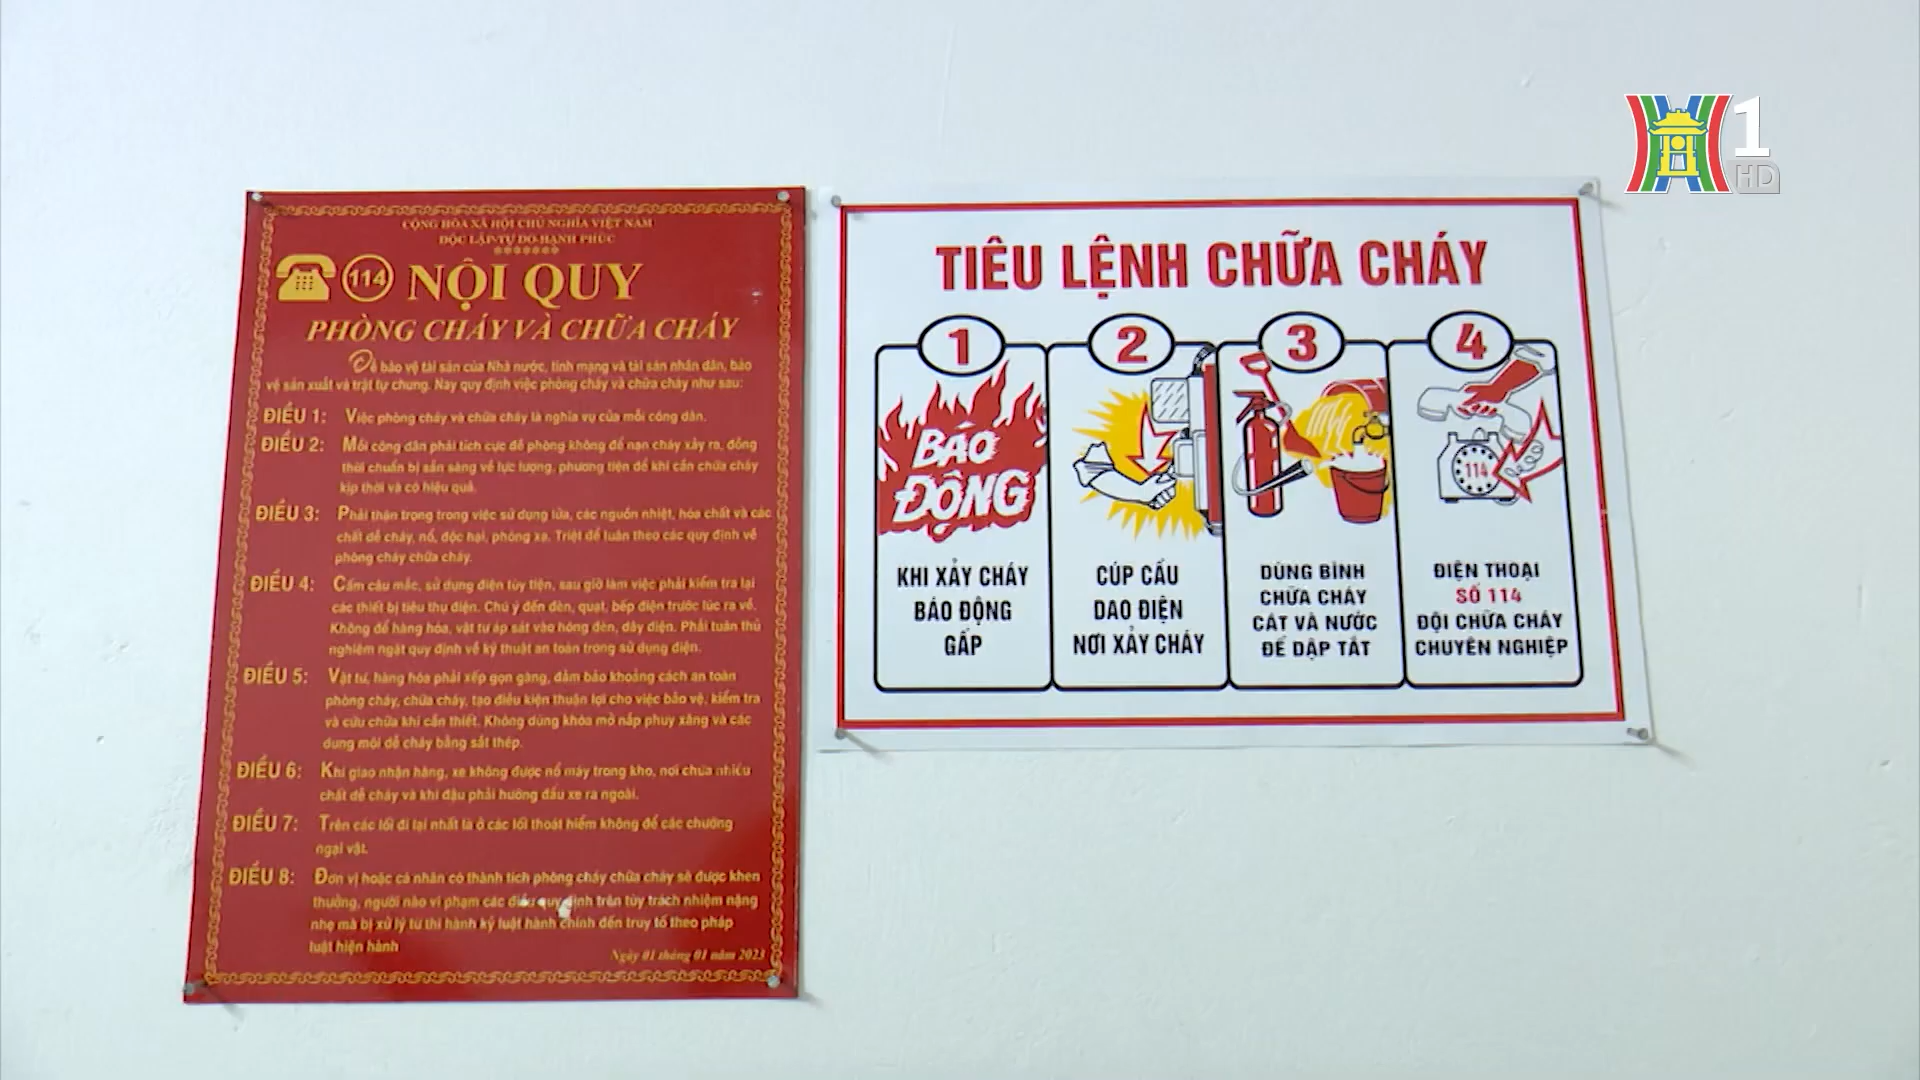 CỘNG HÒA XÃ HỘI CHỦ NGHĨA VIỆT NAM
ĐỘC LẬP-TỰ DO-HẠNH PHÚC
114 NỘI QUY
PHÒNG CHÁY VÀ CHỮA CHÁY
Để bảo vệ tài sản của Nhà nước, tính mạng và tài sản nhân dân, bảo
vệ sản xuất và trật tự chung. Nay quy định việc phòng cháy và chữa cháy như sau:
ĐIỀU 1: Việc phòng cháy và chữa cháy là nghĩa vụ của mỗi công dân.
ĐIỀU 2: Mỗi công dân phải tích cực đề phòng không để nạn cháy xảy ra, đồng
thời chuẩn bị sẵn sàng về lực lượng, phương tiện để khi cần chữa cháy
kịp thời và có hiệu quả.
ĐIỀU 3: Phải thận trọng trong việc sử dụng lửa, các nguồn nhiệt, hóa chất và các
chất dễ cháy, nổ, độc hại, phóng xạ. Triệt để tuân theo các quy định về
phòng cháy chữa cháy.
ĐIỀU 4: Cấm câu mắc, sử dụng điện tùy tiện, sau giờ làm việc phải kiểm tra lại
các thiết bị tiêu thụ điện. Chú ý đến đèn, quạt, bếp điện trước lúc ra về.
Không để hàng hóa, vật tư áp sát vào hông đèn, dây điện. Phải tuân thủ
nghiêm ngặt quy định về kỹ thuật an toàn trong sử dụng điện.
ĐIỀU 5: Vật tư, hàng hóa phải xếp gọn gàng, đảm bảo khoảng cách an toàn
phòng cháy, chữa cháy, tạo điều kiện thuận lợi cho việc bảo vệ, kiểm tra
và cứu chữa khi cần thiết. Không dùng khóa mở nắp phuy xăng và các
dung môi dễ cháy bằng sắt thép.
ĐIỀU 6: Khi giao nhận hàng, xe không được nổ máy trong kho, nơi chứa nhiều
chất dễ cháy và khi đậu phải hướng đầu xe ra ngoài.
ĐIỀU 7: Trên các lối đi lại nhất là ở các lối thoát hiểm không để các chướng
ngại vật.
ĐIỀU 8: Đơn vị hoặc cá nhân có thành tích phòng cháy chữa cháy sẽ được khen
thưởng, người nào vi phạm các điều quy định trên tùy trách nhiệm nặng
nhẹ mà bị xử lý từ thi hành kỷ luật hành chính đến truy tố theo pháp
luật hiện hành
Ngày 01 tháng 01 năm 2023
TIÊU LỆNH CHỮA CHÁY
1
BÁO
ĐỘNG
KHI XẢY CHÁY
BÁO ĐỘNG
GẤP
2
CÚP CẦU
DAO ĐIỆN
NƠI XẢY CHÁY
3
DÙNG BÌNH
CHỮA CHÁY
CÁT VÀ NƯỚC
ĐỂ DẬP TẮT
4
114
ĐIỆN THOẠI
SỐ 114
ĐỘI CHỮA CHÁY
CHUYÊN NGHIỆP
1
HD